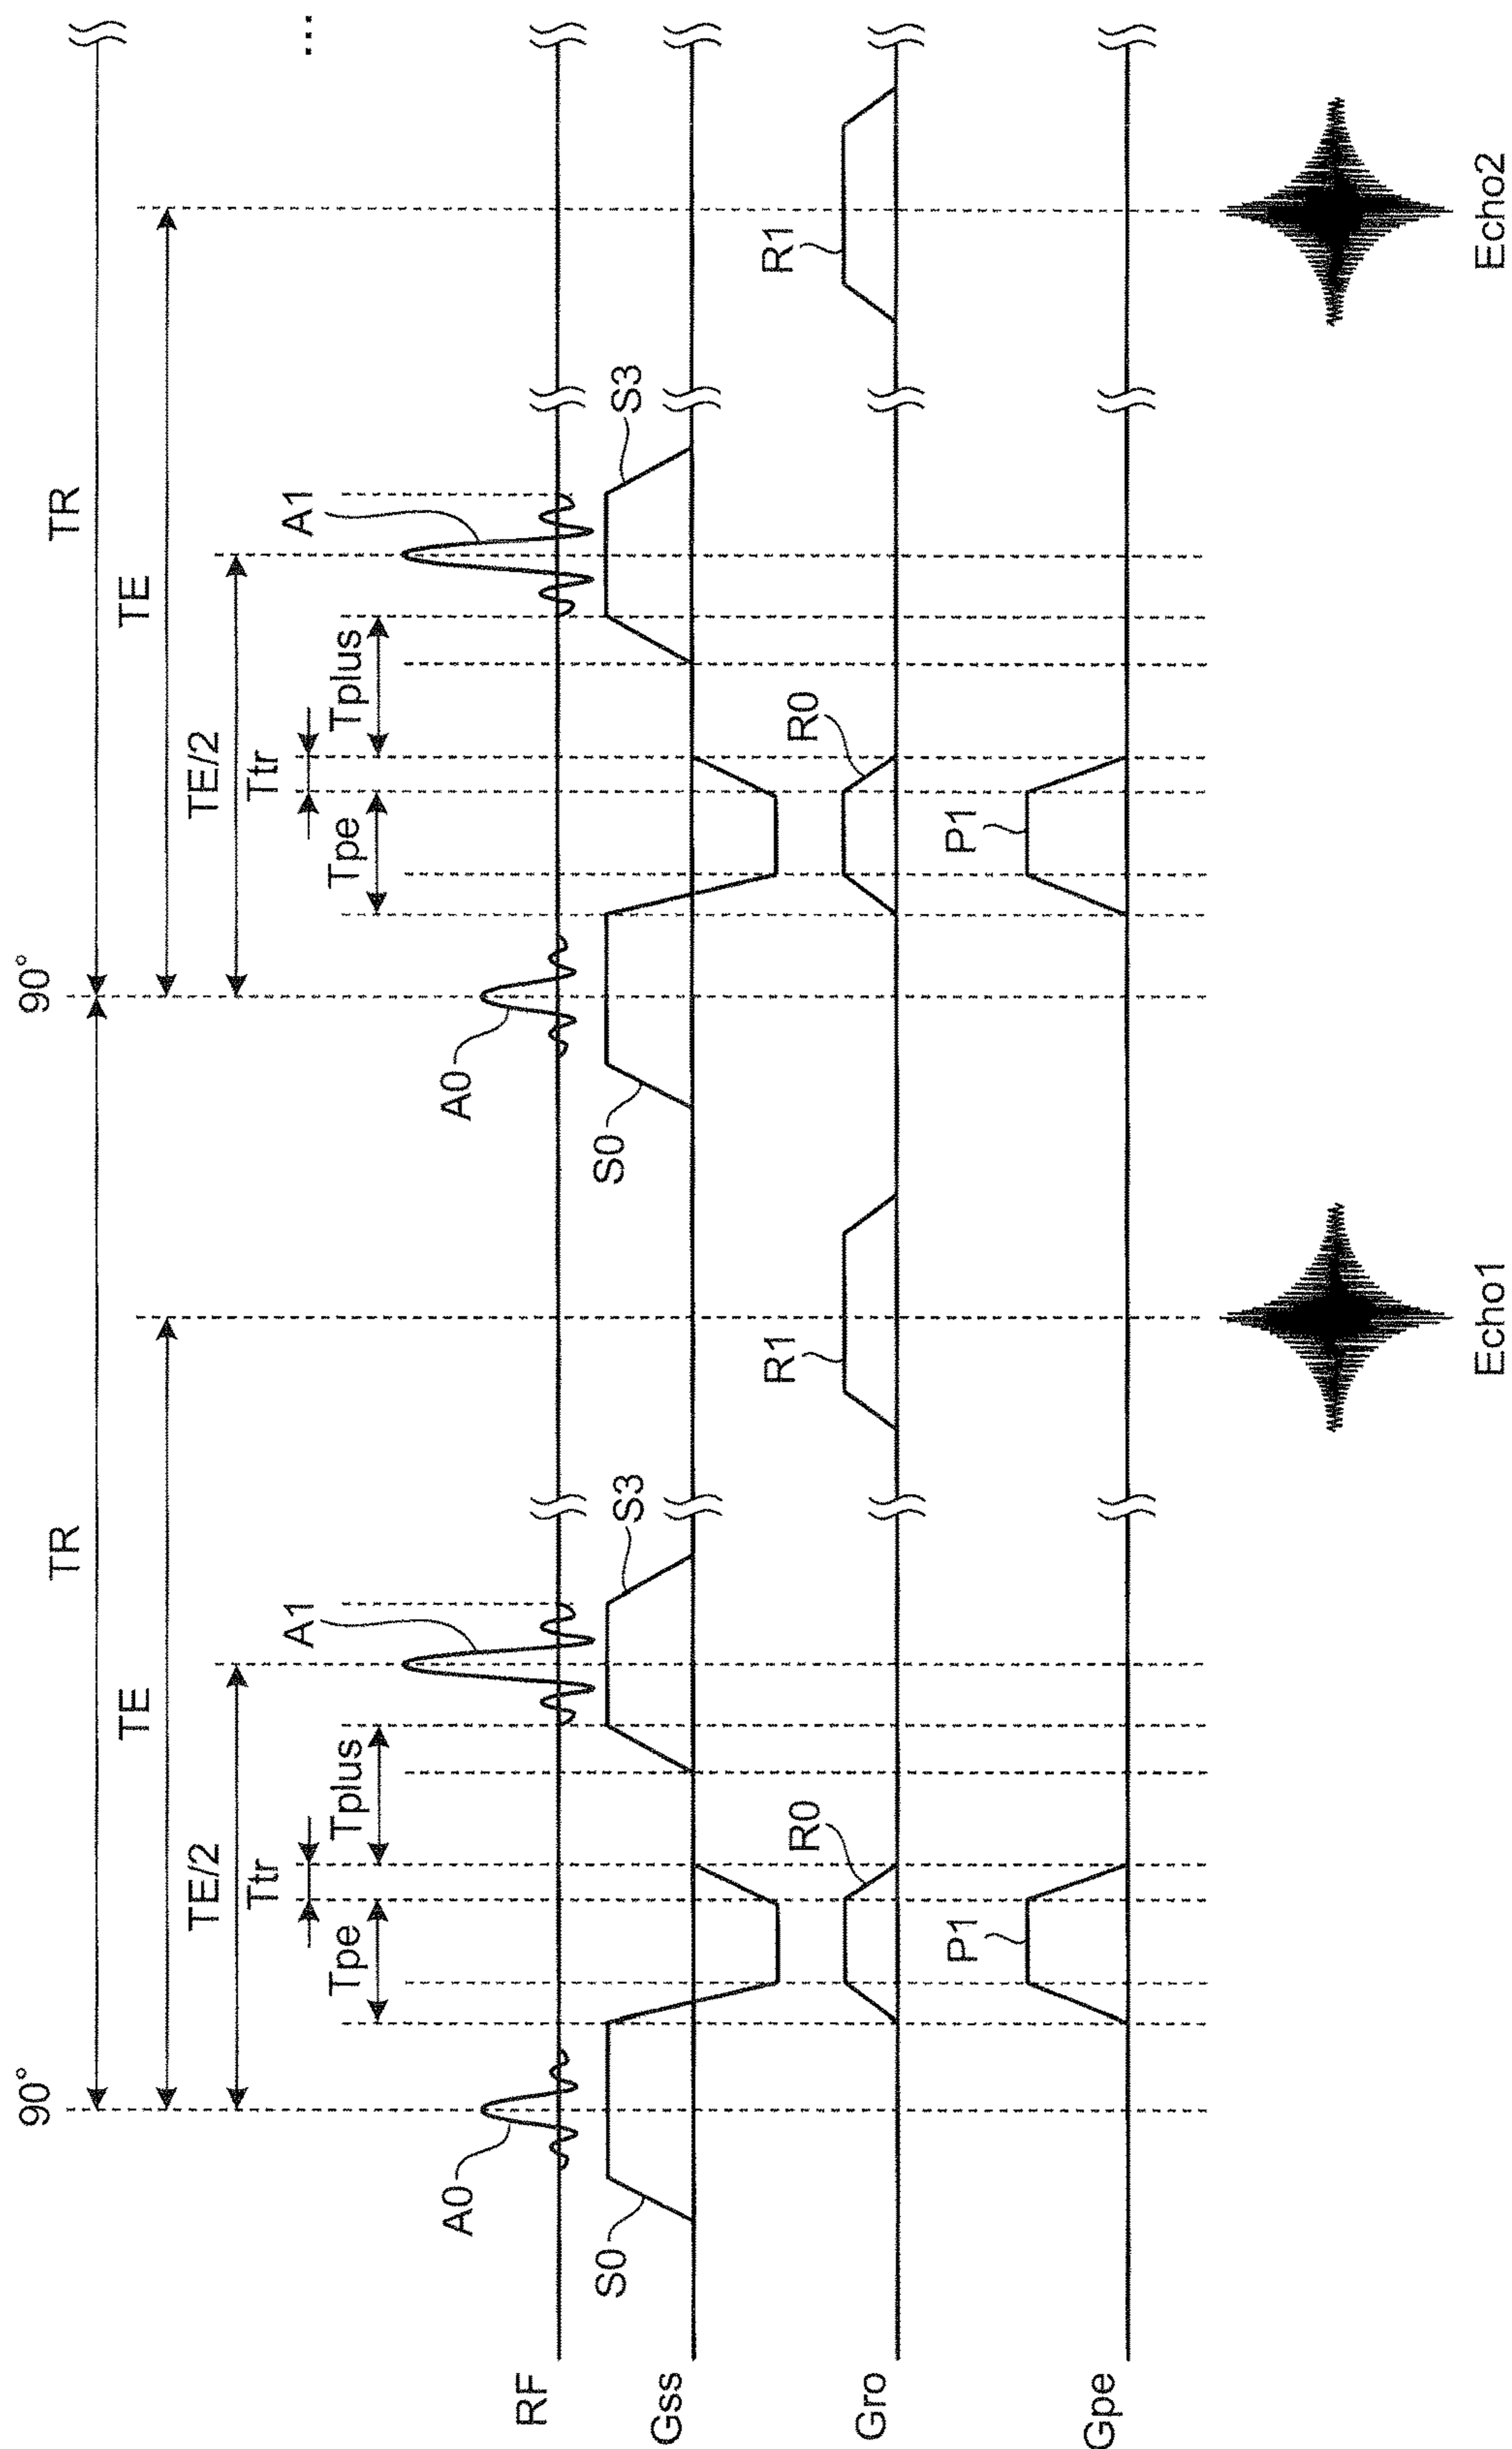 90°
TR
90°
TR
...
TE
TE
TE/2
TE/2
Ttr
Ttr
Tpe
Tplus
A1
Tpe
Tplus
A1
A0
A0
RF
S0
S3
S0
S3
Gss
R0
R1
R0
R1
Gro
P1
P1
Gpe
Echo1
Echo2